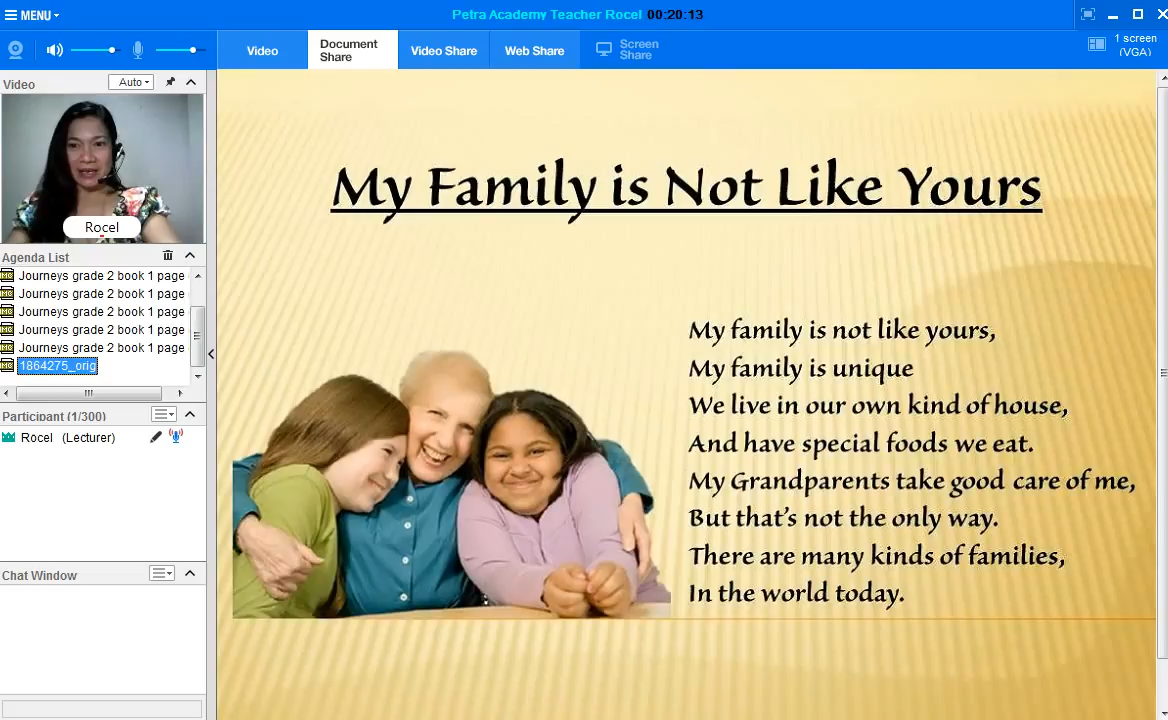 MENU
Petra Academy Teacher Rocel 00:20:13
Video
Document Share
Video Share
Web Share
Screen Share
1 screen (VGA)
Video
Auto
Rocel
Agenda List
Journeys grade 2 book 1 page
Journeys grade 2 book 1 page
Journeys grade 2 book 1 page
Journeys grade 2 book 1 page
Journeys grade 2 book 1 page
1864275_orig
Participant (1/300)
Rocel (Lecturer)
Chat Window
My Family is Not Like Yours
My family is not like yours,
My family is unique
We live in our own kind of house,
And have special foods we eat.
My Grandparents take good care of me,
But that's not the only way.
There are many kinds of families,
In the world today.